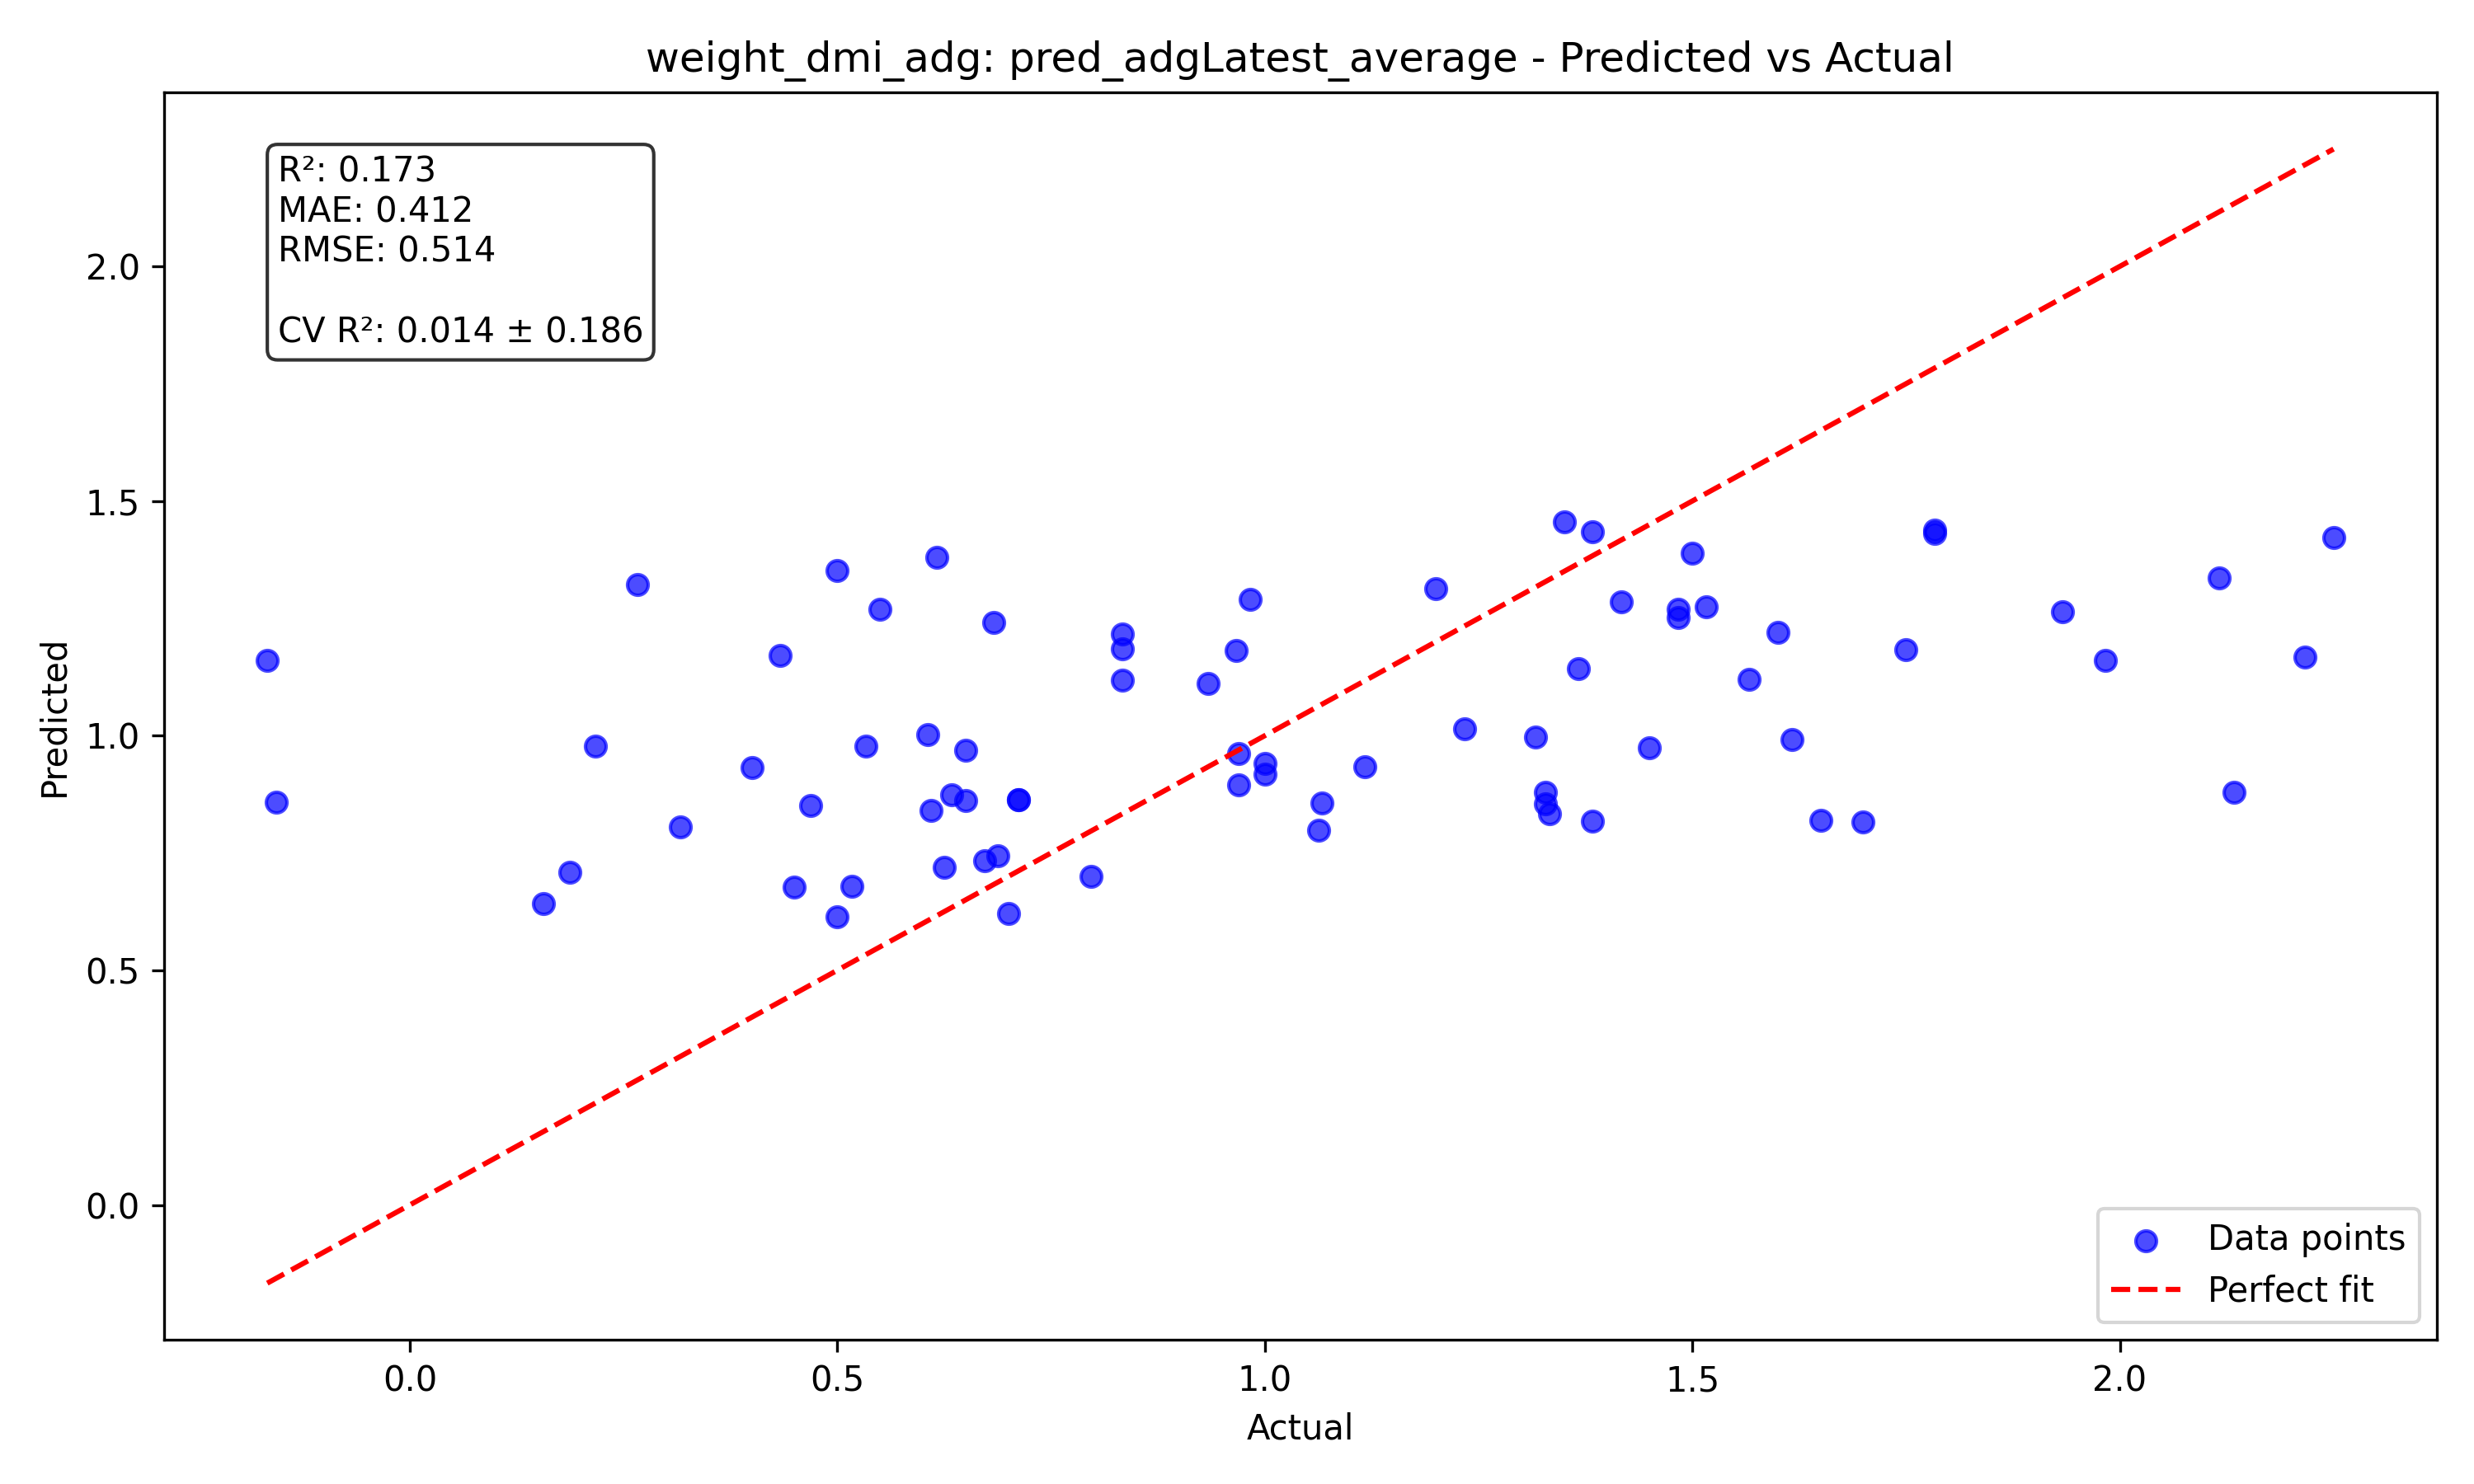 weight_dmi_adg: pred_adgLatest_average - Predicted vs Actual
R²: 0.173
MAE: 0.412
RMSE: 0.514
CV R²: 0.014 ± 0.186
2.0
1.5
1.0
0.5
0.0
Predicted
Data points
Perfect fit
0.0
0.5
1.0
1.5
2.0
Actual